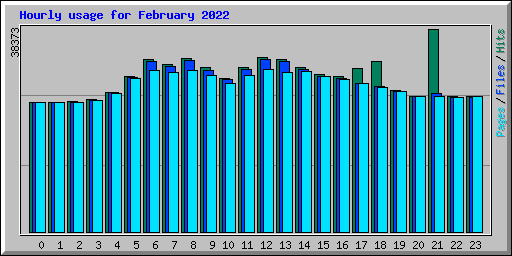 Hourly usage for February 2022
38373
Pages/Files/Hits
0 1 2 3 4 5 6 7 8 9 10 11 12 13 14 15 16 17 18 19 20 21 22 23